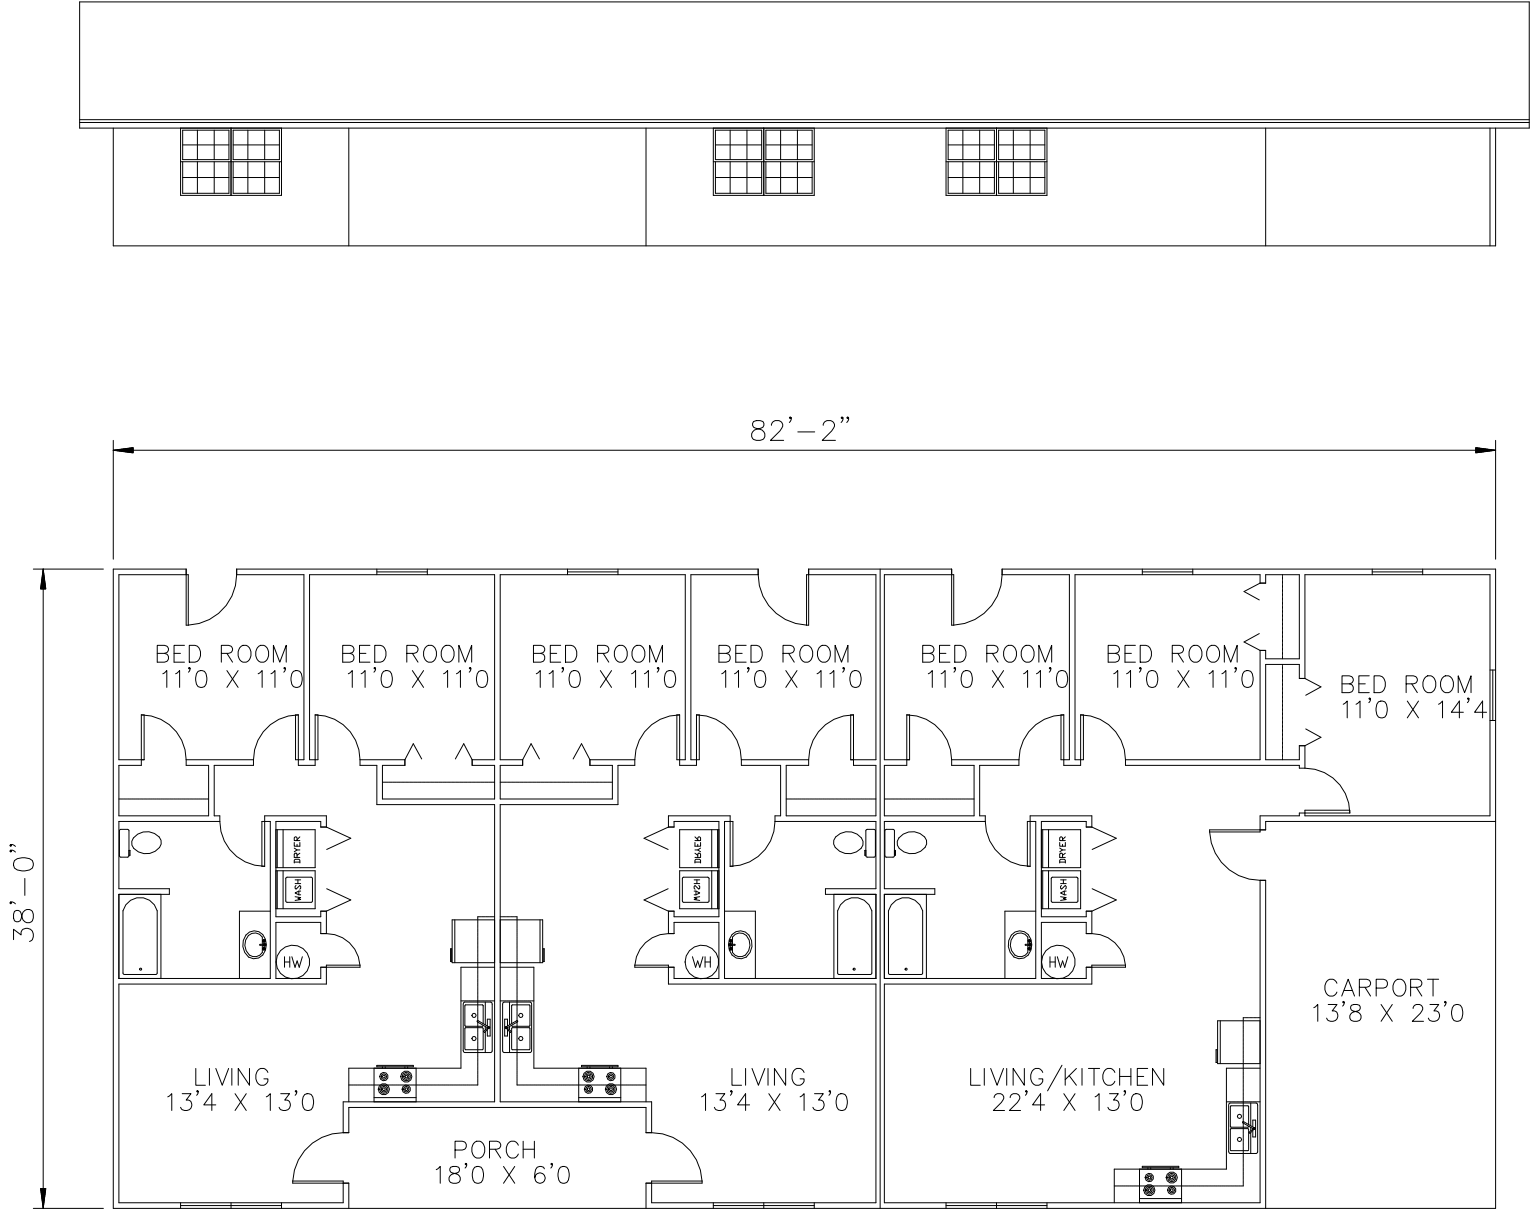 82'-2"
38'-0"
BED ROOM
11'0 X 11'0
BED ROOM
11'0 X 11'0
BED ROOM
11'0 X 11'0
BED ROOM
11'0 X 11'0
BED ROOM
11'0 X 11'0
BED ROOM
11'0 X 11'0
BED ROOM
11'0 X 14'4
DRYER
WASH
HW
DRYER
WASH
WH
DRYER
WASH
HW
CARPORT
13'8 X 23'0
LIVING
13'4 X 13'0
LIVING
13'4 X 13'0
LIVING/KITCHEN
22'4 X 13'0
PORCH
18'0 X 6'0